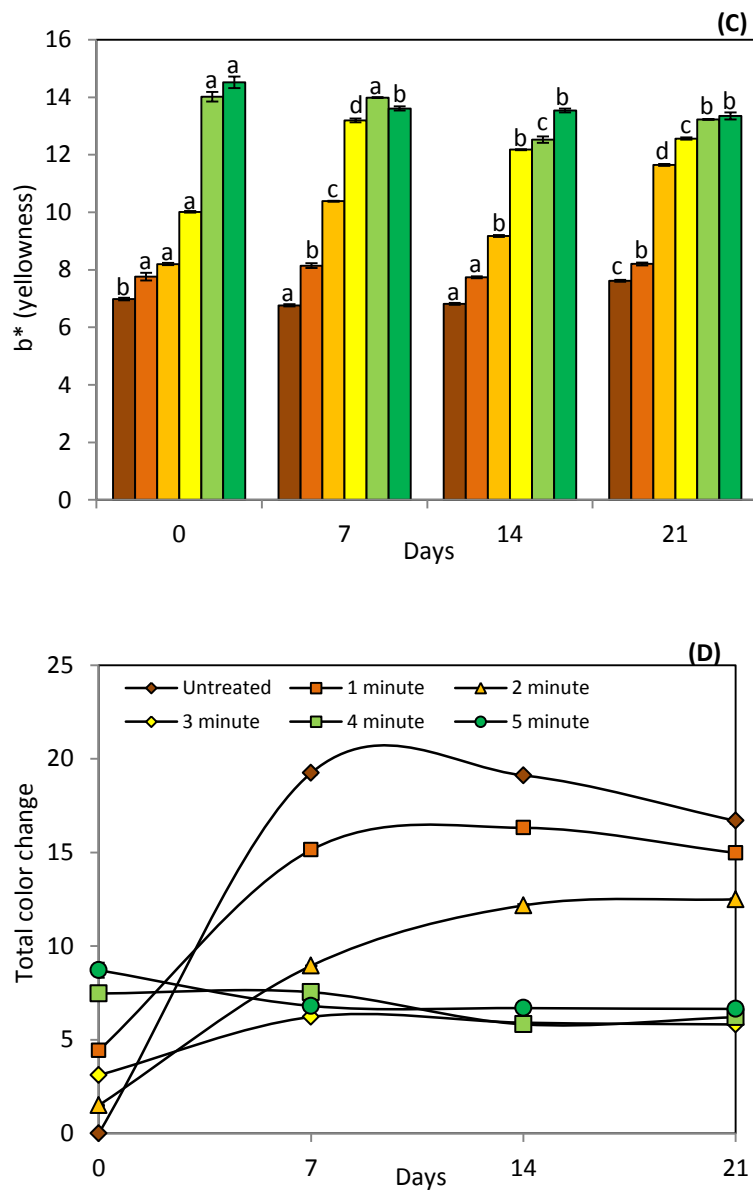 (C)
16
14
12
10
8
6
4
2
0
b* (yellowness)
b a a a a a
a b c d a b
a a b b c b
c b d c b b
0 7 14 21
Days
(D)
25
20
15
10
5
0
Total color change
Untreated 1 minute 2 minute
3 minute 4 minute 5 minute
0 7 14 21
Days